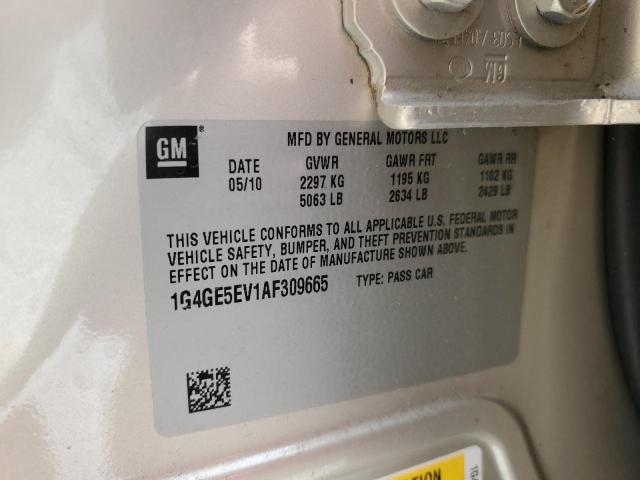 GM
MFD BY GENERAL MOTORS LLC
DATE GVWR GAWR FRT GAWR RR
05/10 2297 KG 1195 KG 1102 KG
5063 LB 2634 LB 2429 LB
THIS VEHICLE CONFORMS TO ALL APPLICABLE U.S. FEDERAL MOTOR
VEHICLE SAFETY, BUMPER, AND THEFT PREVENTION STANDARDS IN
EFFECT ON THE DATE OF MANUFACTURE SHOWN ABOVE.
1G4GE5EV1AF309665 TYPE: PASS CAR
GM